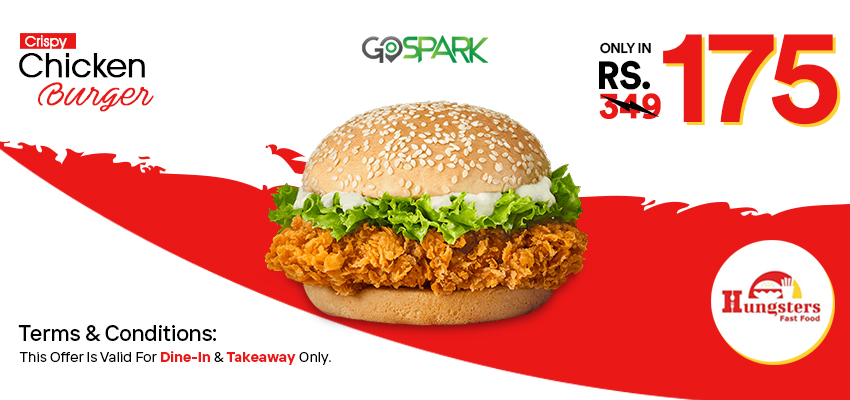 Crispy
Chicken
Burger
GOSPARK
ONLY IN
RS.
349
175
Hungsters
Fast Food
Terms & Conditions:
This Offer Is Valid For Dine-In & Takeaway Only.